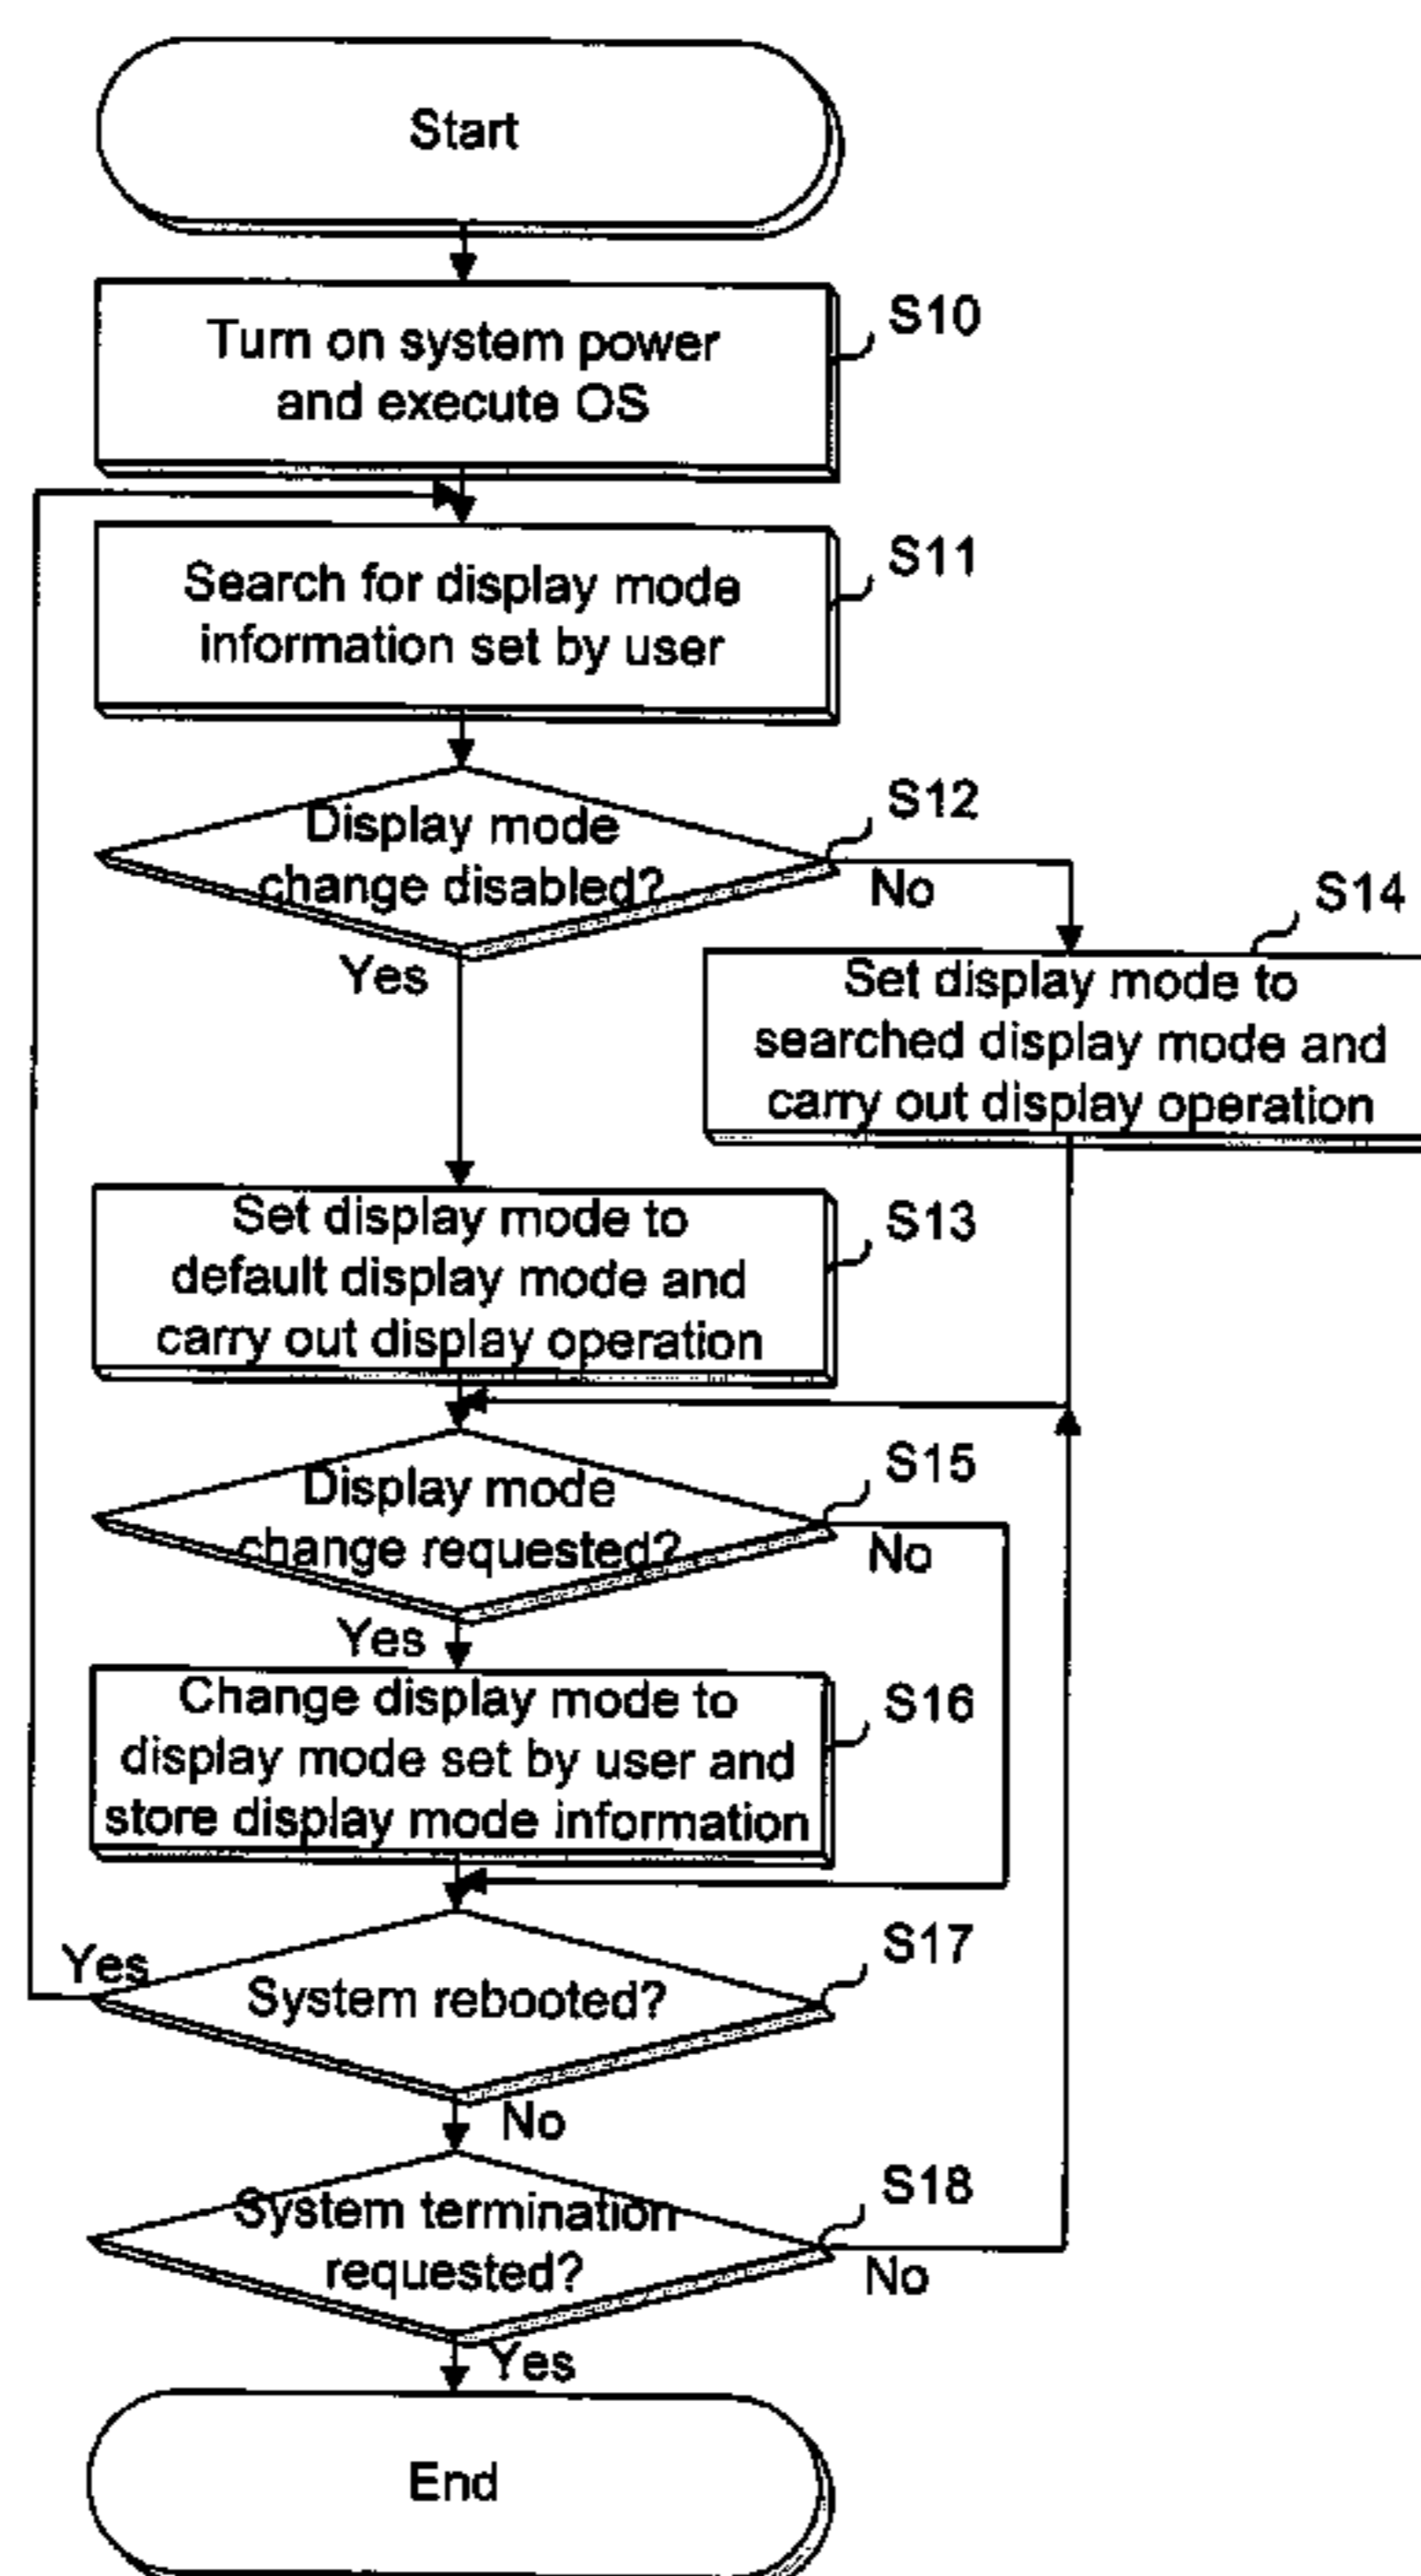 Start
Turn on system power
and execute OS
S10
Search for display mode
information set by user
S11
Display mode
change disabled?
S12
No
Yes
S14
Set display mode to
searched display mode and
carry out display operation
Set display mode to
default display mode and
carry out display operation
S13
Display mode
change requested?
S15
No
Yes
Change display mode to
display mode set by user and
store display mode information
S16
Yes
System rebooted?
S17
No
System termination
requested?
S18
No
Yes
End